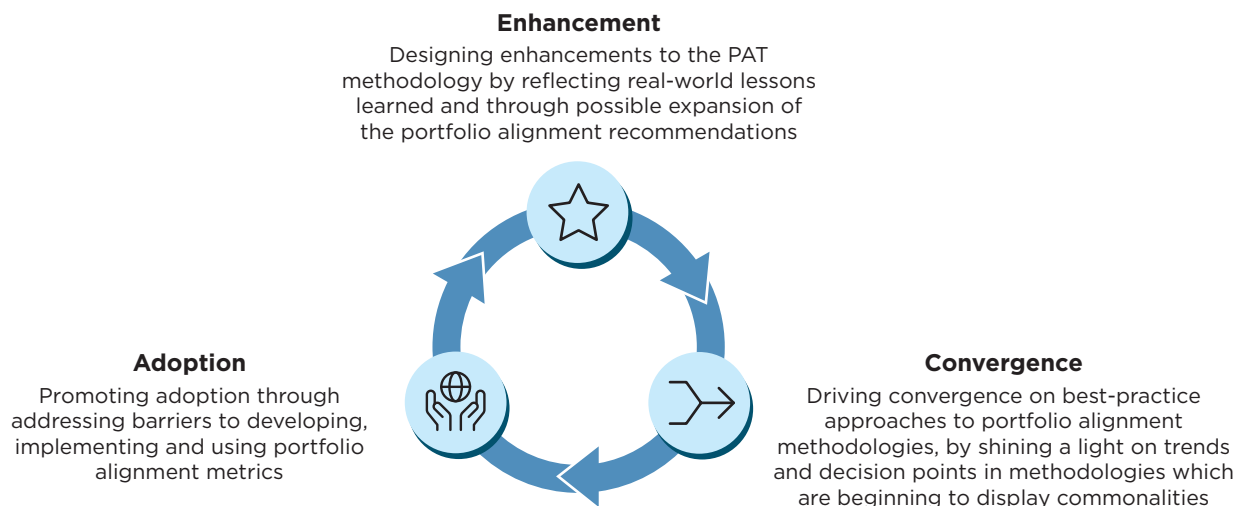 Enhancement
Designing enhancements to the PAT
methodology by reflecting real-world lessons
learned and through possible expansion of
the portfolio alignment recommendations
Adoption
Promoting adoption through
addressing barriers to developing,
implementing and using portfolio
alignment metrics
Convergence
Driving convergence on best-practice
approaches to portfolio alignment
methodologies, by shining a light on trends
and decision points in methodologies which
are beginning to display commonalities